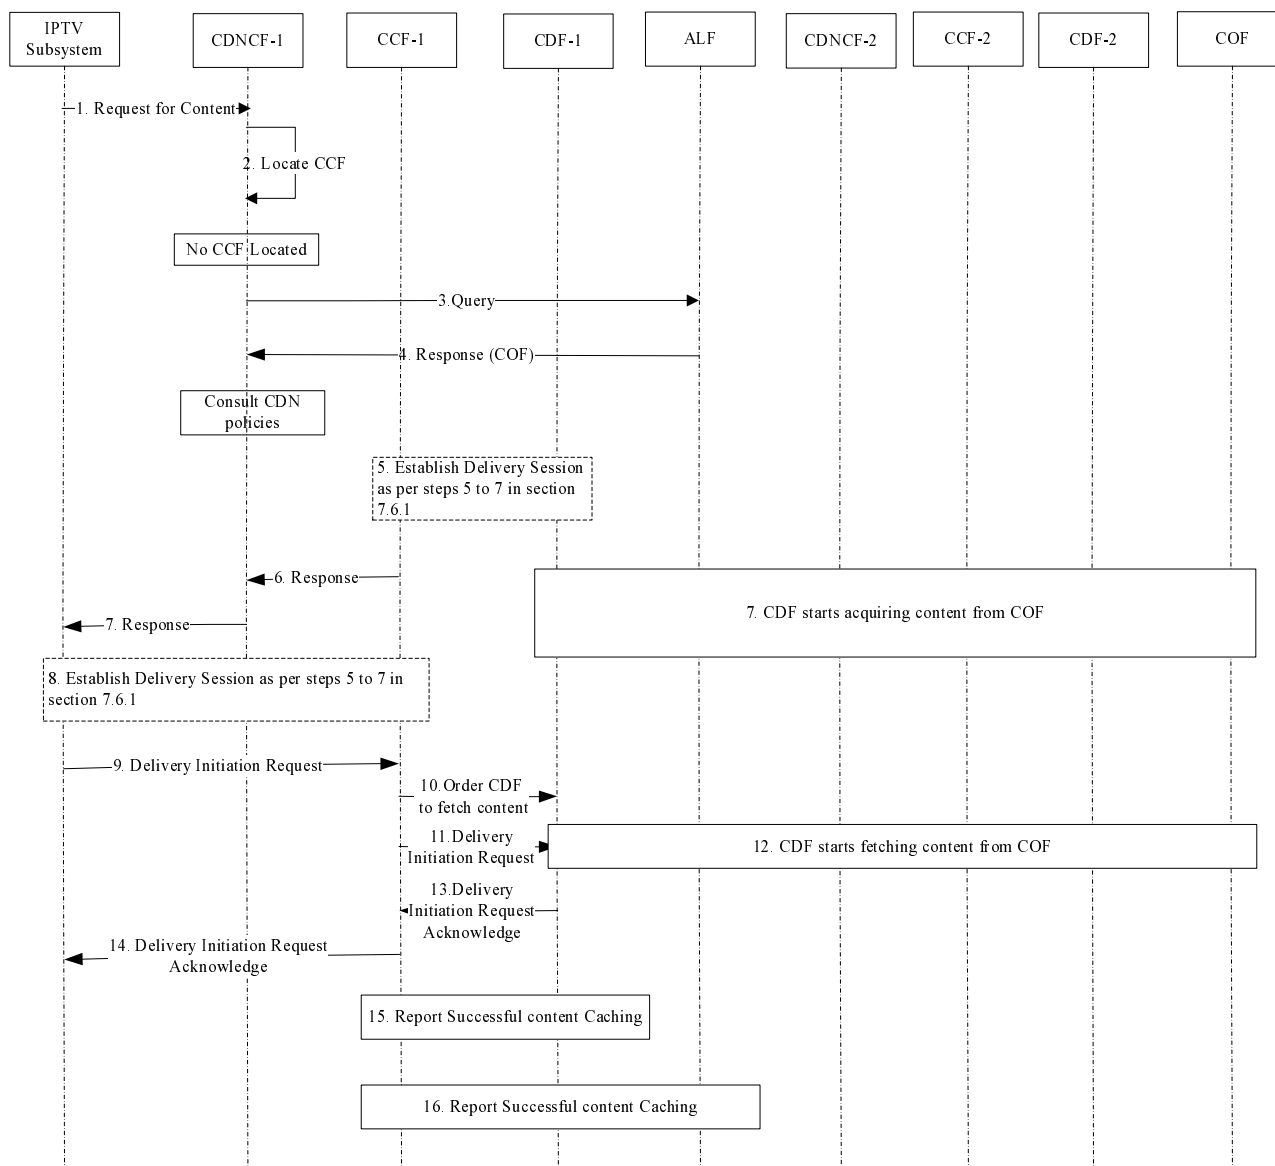 IPTV
Subsystem
CDNCF-1
CCF-1
CDF-1
ALF
CDNCF-2
CCF-2
CDF-2
COF
1. Request for Content
2. Locate CCF
No CCF Located
3.Query
4. Response (COF)
Consult CDN
policies
5. Establish Delivery Session
as per steps 5 to 7 in section
7.6.1
6. Response
7. CDF starts acquiring content from COF
7. Response
8. Establish Delivery Session as per steps 5 to 7 in
section 7.6.1
9. Delivery Initiation Request
10.Order CDF
to fetch content
11.Delivery
Initiation Request
12. CDF starts fetching content from COF
13.Delivery
Initiation Request
Acknowledge
14. Delivery Initiation Request
Acknowledge
15. Report Successful content Caching
16. Report Successful content Caching